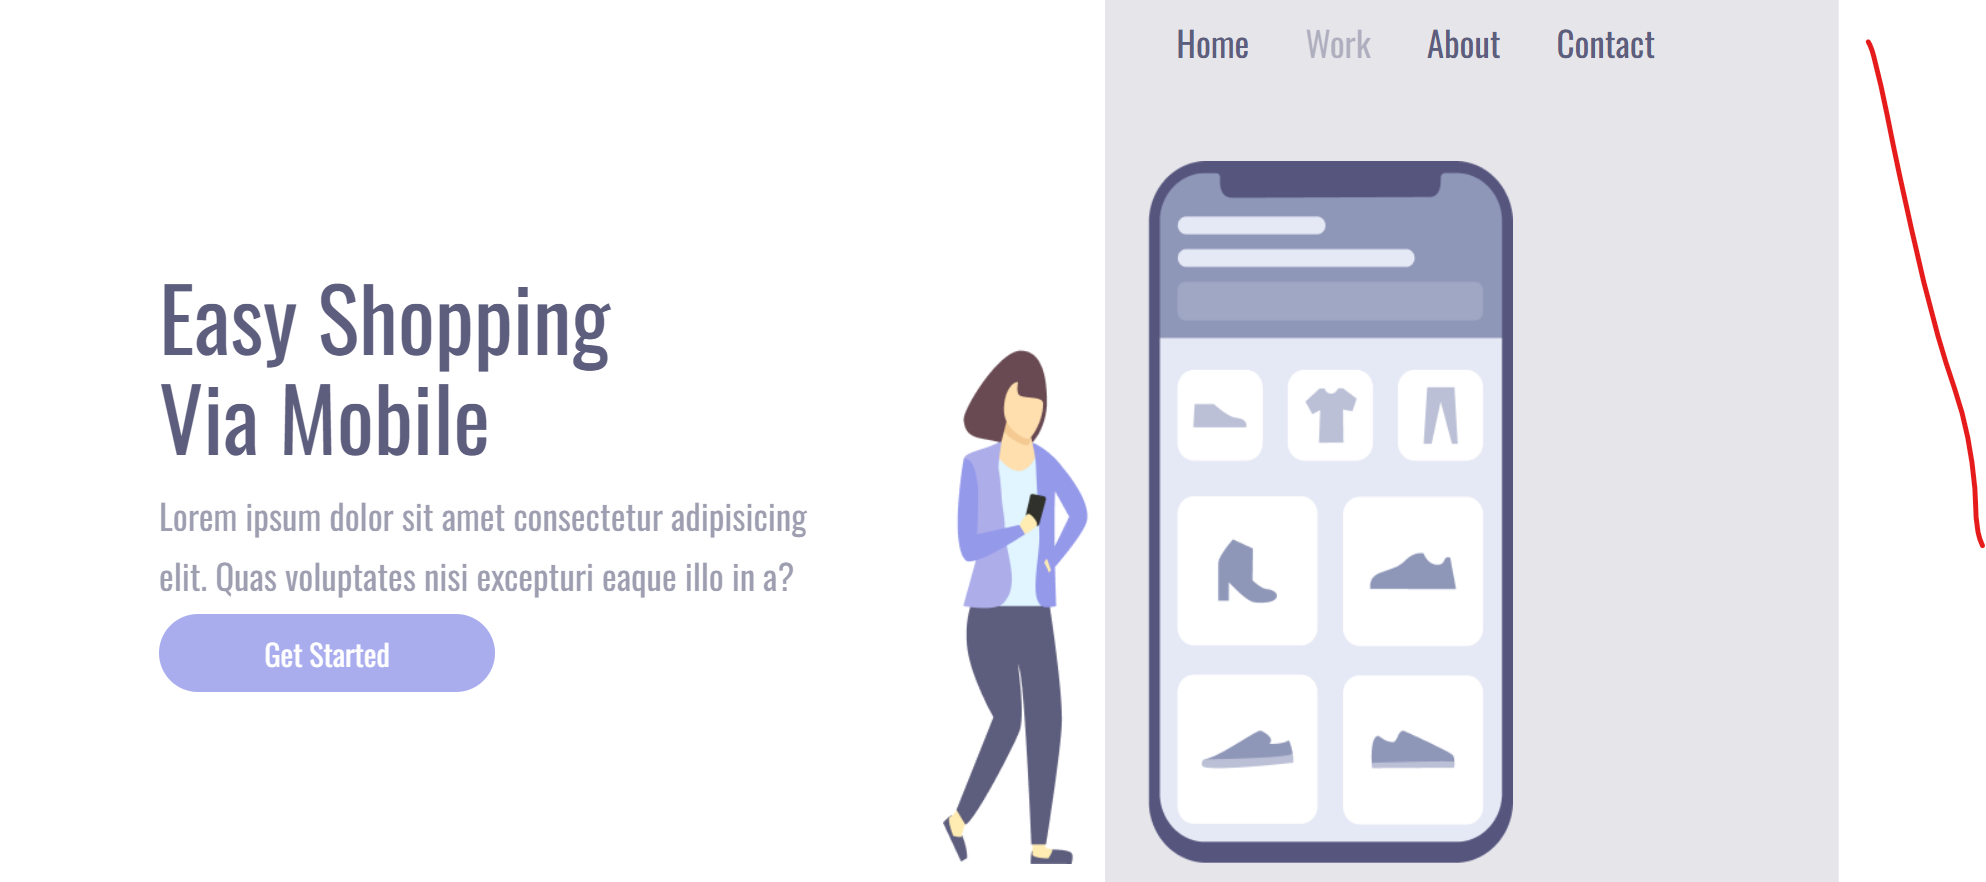 Home Work About Contact
Easy Shopping
Via Mobile
Lorem ipsum dolor sit amet consectetur adipisicing
elit. Quas voluptates nisi excepturi eaque illo in a?
Get Started